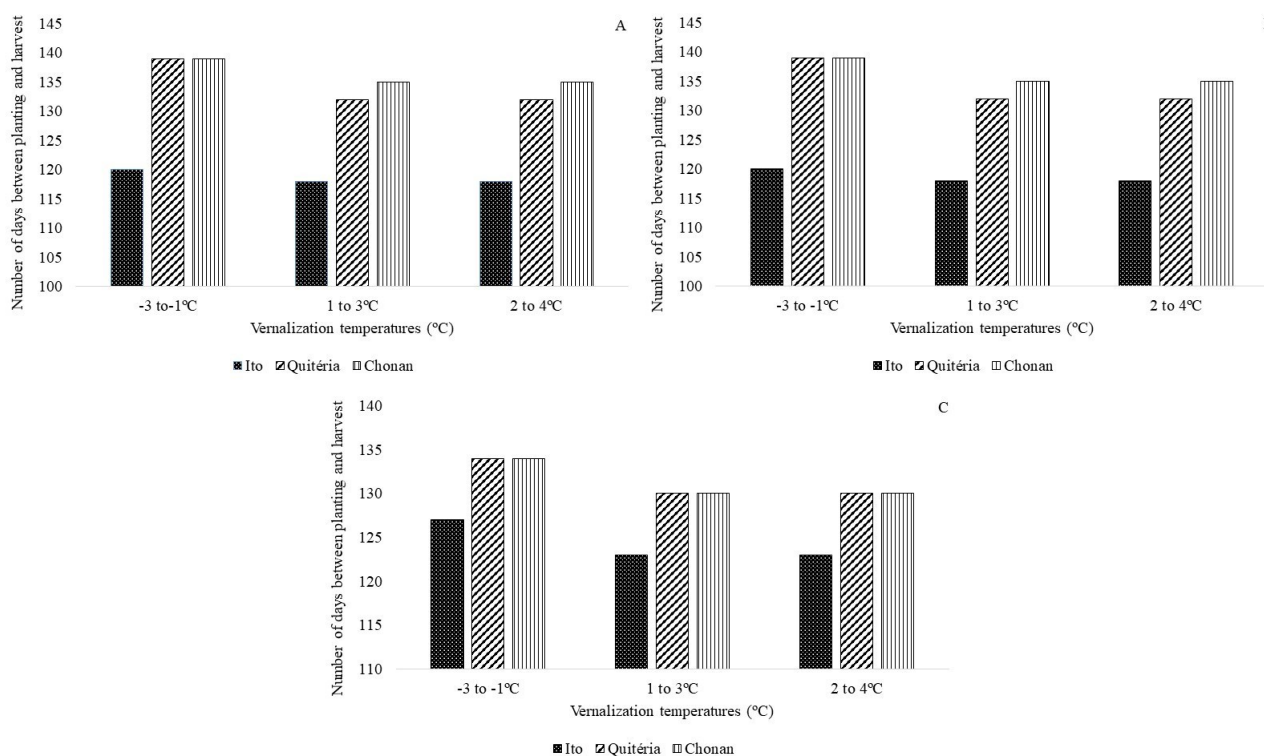 A
145
140
135
130
125
120
115
110
105
100
Number of days between planting and harvest
-3 to-1ºC 1 to 3ºC 2 to 4ºC
Vernalization temperatures (ºC)
Ito Quitéria Chonan
145
140
135
130
125
120
115
110
105
100
Number of days between planting and harvest
-3 to -1ºC 1 to 3ºC 2 to 4ºC
Vernalization temperatures (ºC)
Ito Quitéria Chonan
C
140
135
130
125
120
115
110
Number of days between planting and harvest
-3 to -1ºC 1 to 3ºC 2 to 4ºC
Vernalization temperatures (ºC)
Ito Quitéria Chonan